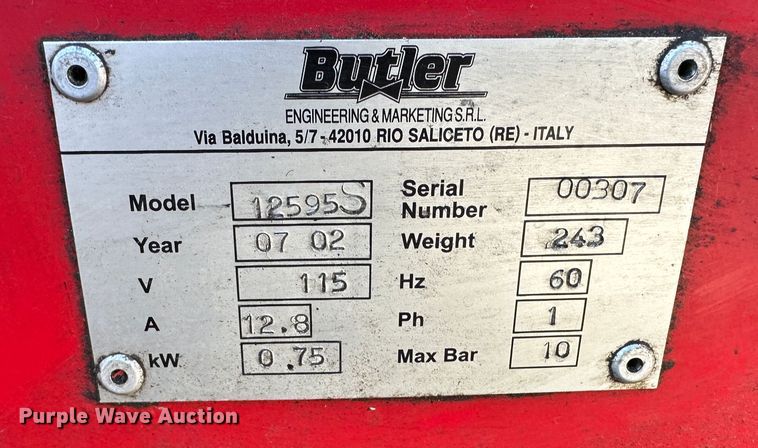 Butler
ENGINEERING & MARKETING S.R.L.
Via Balduina, 5/7 - 42010 RIO SALICETO (RE) - ITALY
Model 12595S Serial Number 00307
Year 07 02 Weight 243
V 115 Hz 60
A 12.8 Ph 1
kW 0.75 Max Bar 10
Purple Wave Auction